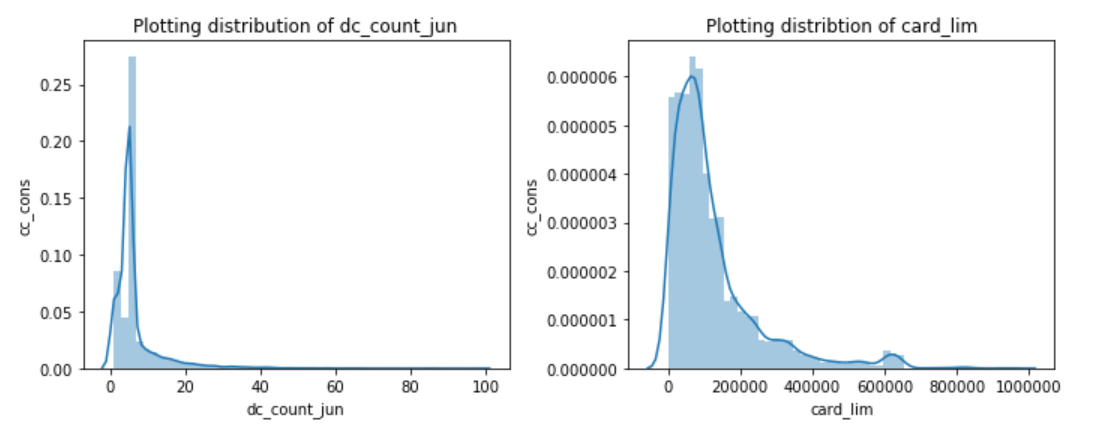 Plotting distribution of dc_count_jun
0.25
0.20
0.15
0.10
0.05
0.00
cc_cons
0 20 40 60 80 100
dc_count_jun
Plotting distribtion of card_lim
0.000006
0.000005
0.000004
0.000003
0.000002
0.000001
0.000000
cc_cons
0 200000 400000 600000 800000 1000000
card_lim